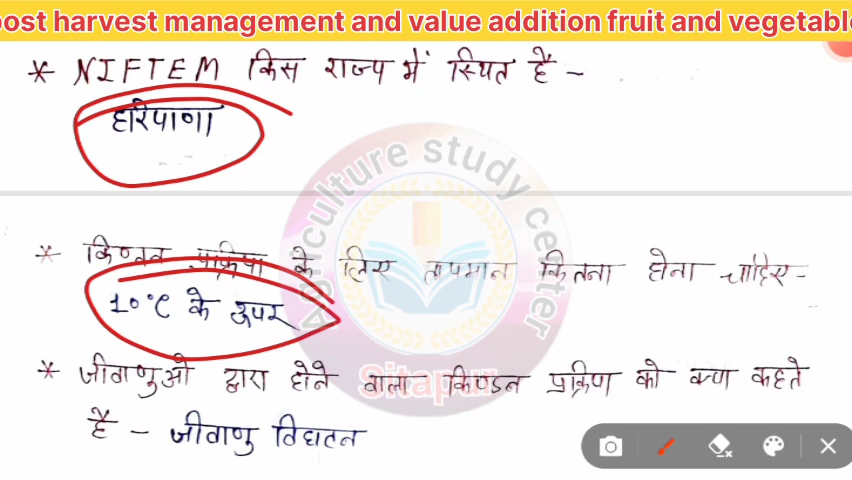 post harvest management and value addition fruit and vegetable
* NIFTEM किस राज्य में स्थित है -
हरियाणा
* किण्वन प्रक्रिया के लिए तापमान कितना होना चाहिए -
10°C के ऊपर
* जीवाणुओ द्वारा होने वाला किण्डन प्रक्रिण को क्या कहते
है - जीवाणु विघटन
Agriculture study center
Sitapur